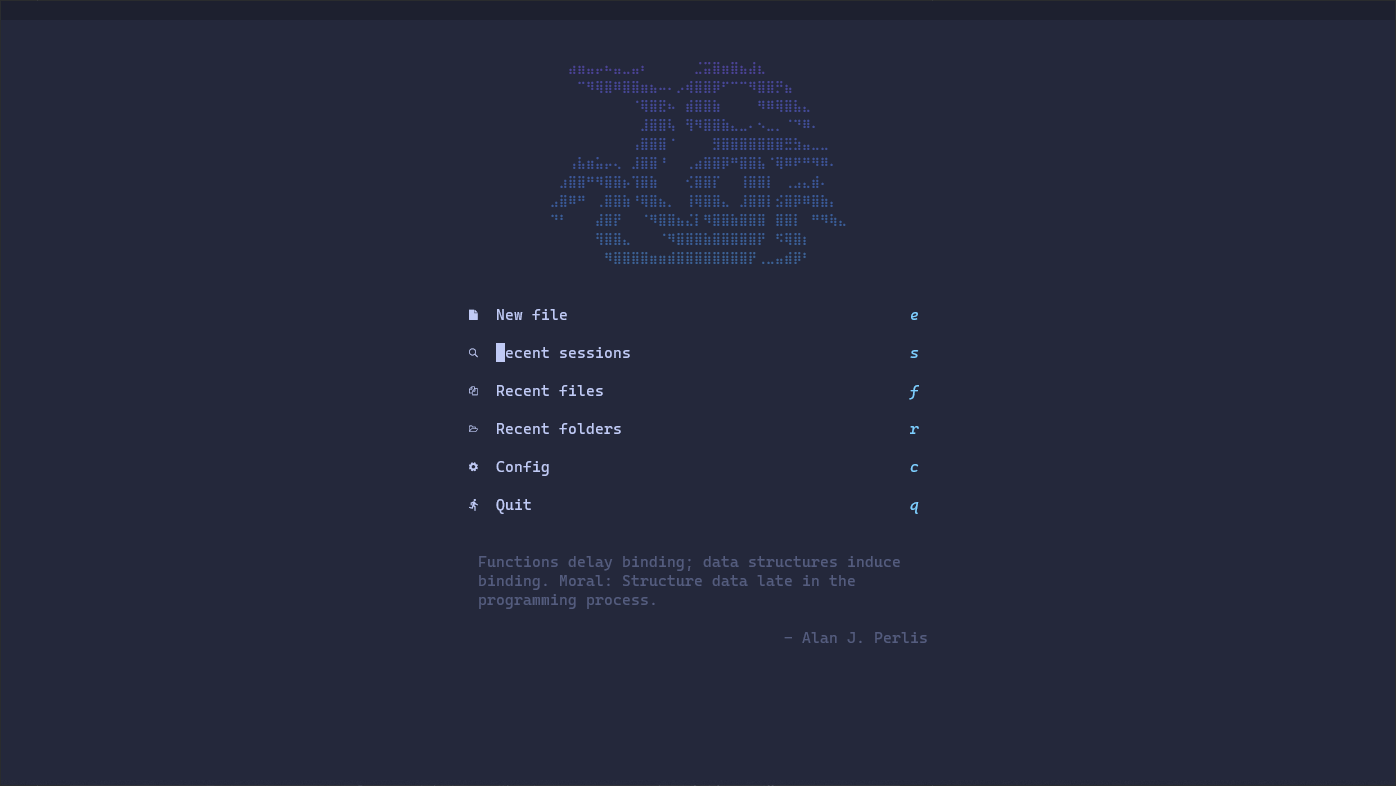 New file e
Recent sessions s
Recent files f
Recent folders r
Config c
Quit q
Functions delay binding; data structures induce
binding. Moral: Structure data late in the
programming process.
— Alan J. Perlis